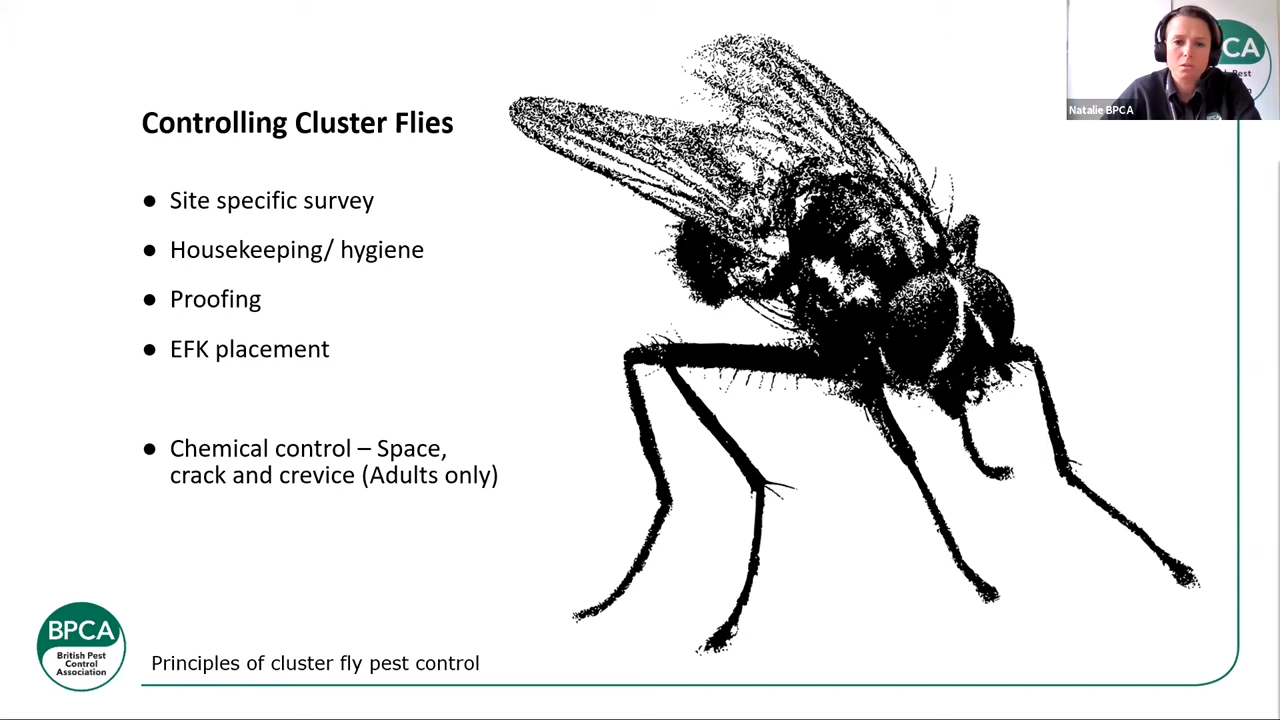 Controlling Cluster Flies
● Site specific survey
● Housekeeping/ hygiene
● Proofing
● EFK placement
● Chemical control – Space,
crack and crevice (Adults only)
BPCA
British Pest
Control
Association
Principles of cluster fly pest control
CA
Natalie BPCA